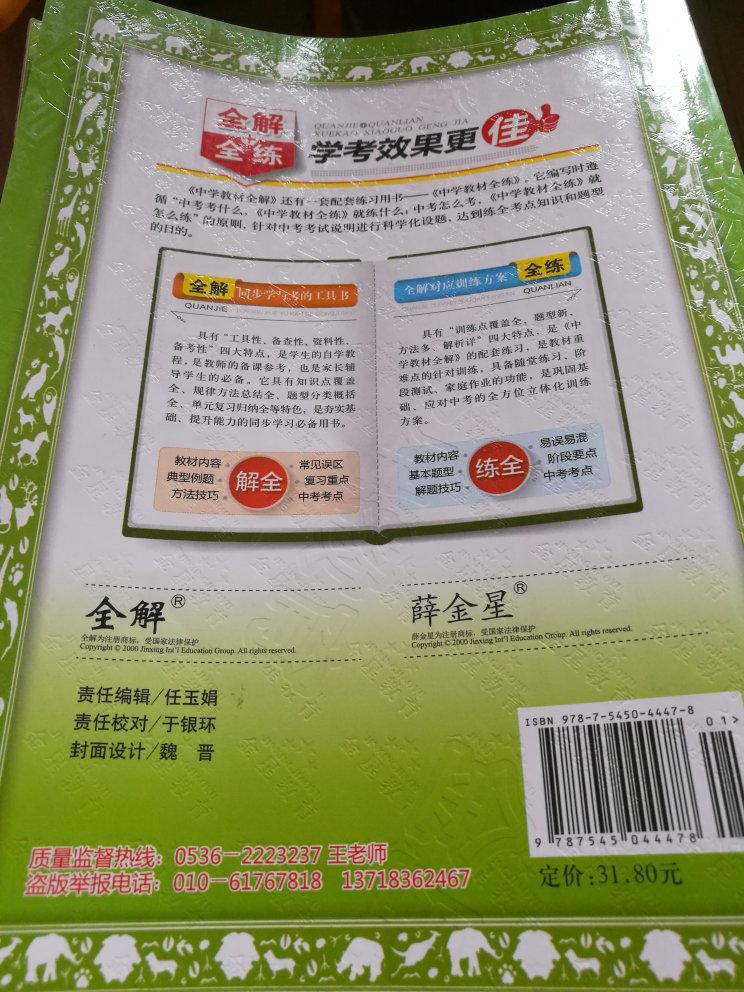 全解
全练
QUANJIE QUANLIAN
XUEKAO XIAOGUO GENG JIA
学考效果更佳
《中学教材全解》还有一套配套练习用书——《中学教材全练》。它编写时遵
循“中考考什么，《中学教材全练》就练什么，中考怎么考，《中学教材全练》就
怎么练”的原则，针对中考考试说明进行科学化设题，达到练全考点知识和题型
的目的。
全解 同步学与考的工具书
QUANJIE
具有“工具性、备查性、资料性、
备考性”四大特点，是学生的自学教
程，是教师的备课参考，也是家长辅
导学生的必备。它具有知识点覆盖
全、规律方法总结全、题型分类概括
全、单元复习归纳全等特色，是夯实基
础、提升能力的同步学习必备用书。
教材内容
典型例题
方法技巧
解全
常见误区
复习重点
中考考点
全解对应训练方案 全练
QUANLIAN
具有“训练点覆盖全，题型新，
方法多、解析详”四大特点，是《中
学教材全解》的配套练习，是教材重
难点的针对训练，具备随堂练习、阶
段测试、家庭作业的功能，是巩固基
础、应对中考的全方位立体化训练
方案。
教材内容
基本题型
解题技巧
练全
易误易混
阶段要点
中考考点
全解®
全解为注册商标，受国家法律保护
Copyright © 2000 Jinxing Int'l Education Group. All rights reserved.
薛金星®
薛金星为注册商标，受国家法律保护
Copyright © 2000 Jinxing Int'l Education Group. All rights reserved.
责任编辑/任玉娟
责任校对/于银环
封面设计/魏 晋
ISBN 978-7-5450-4447-8
01>
9 787545 044478
定价:31.80元
质量监督热线：0536－2223237 王老师
盗版举报电话：010－61767818 13718362467